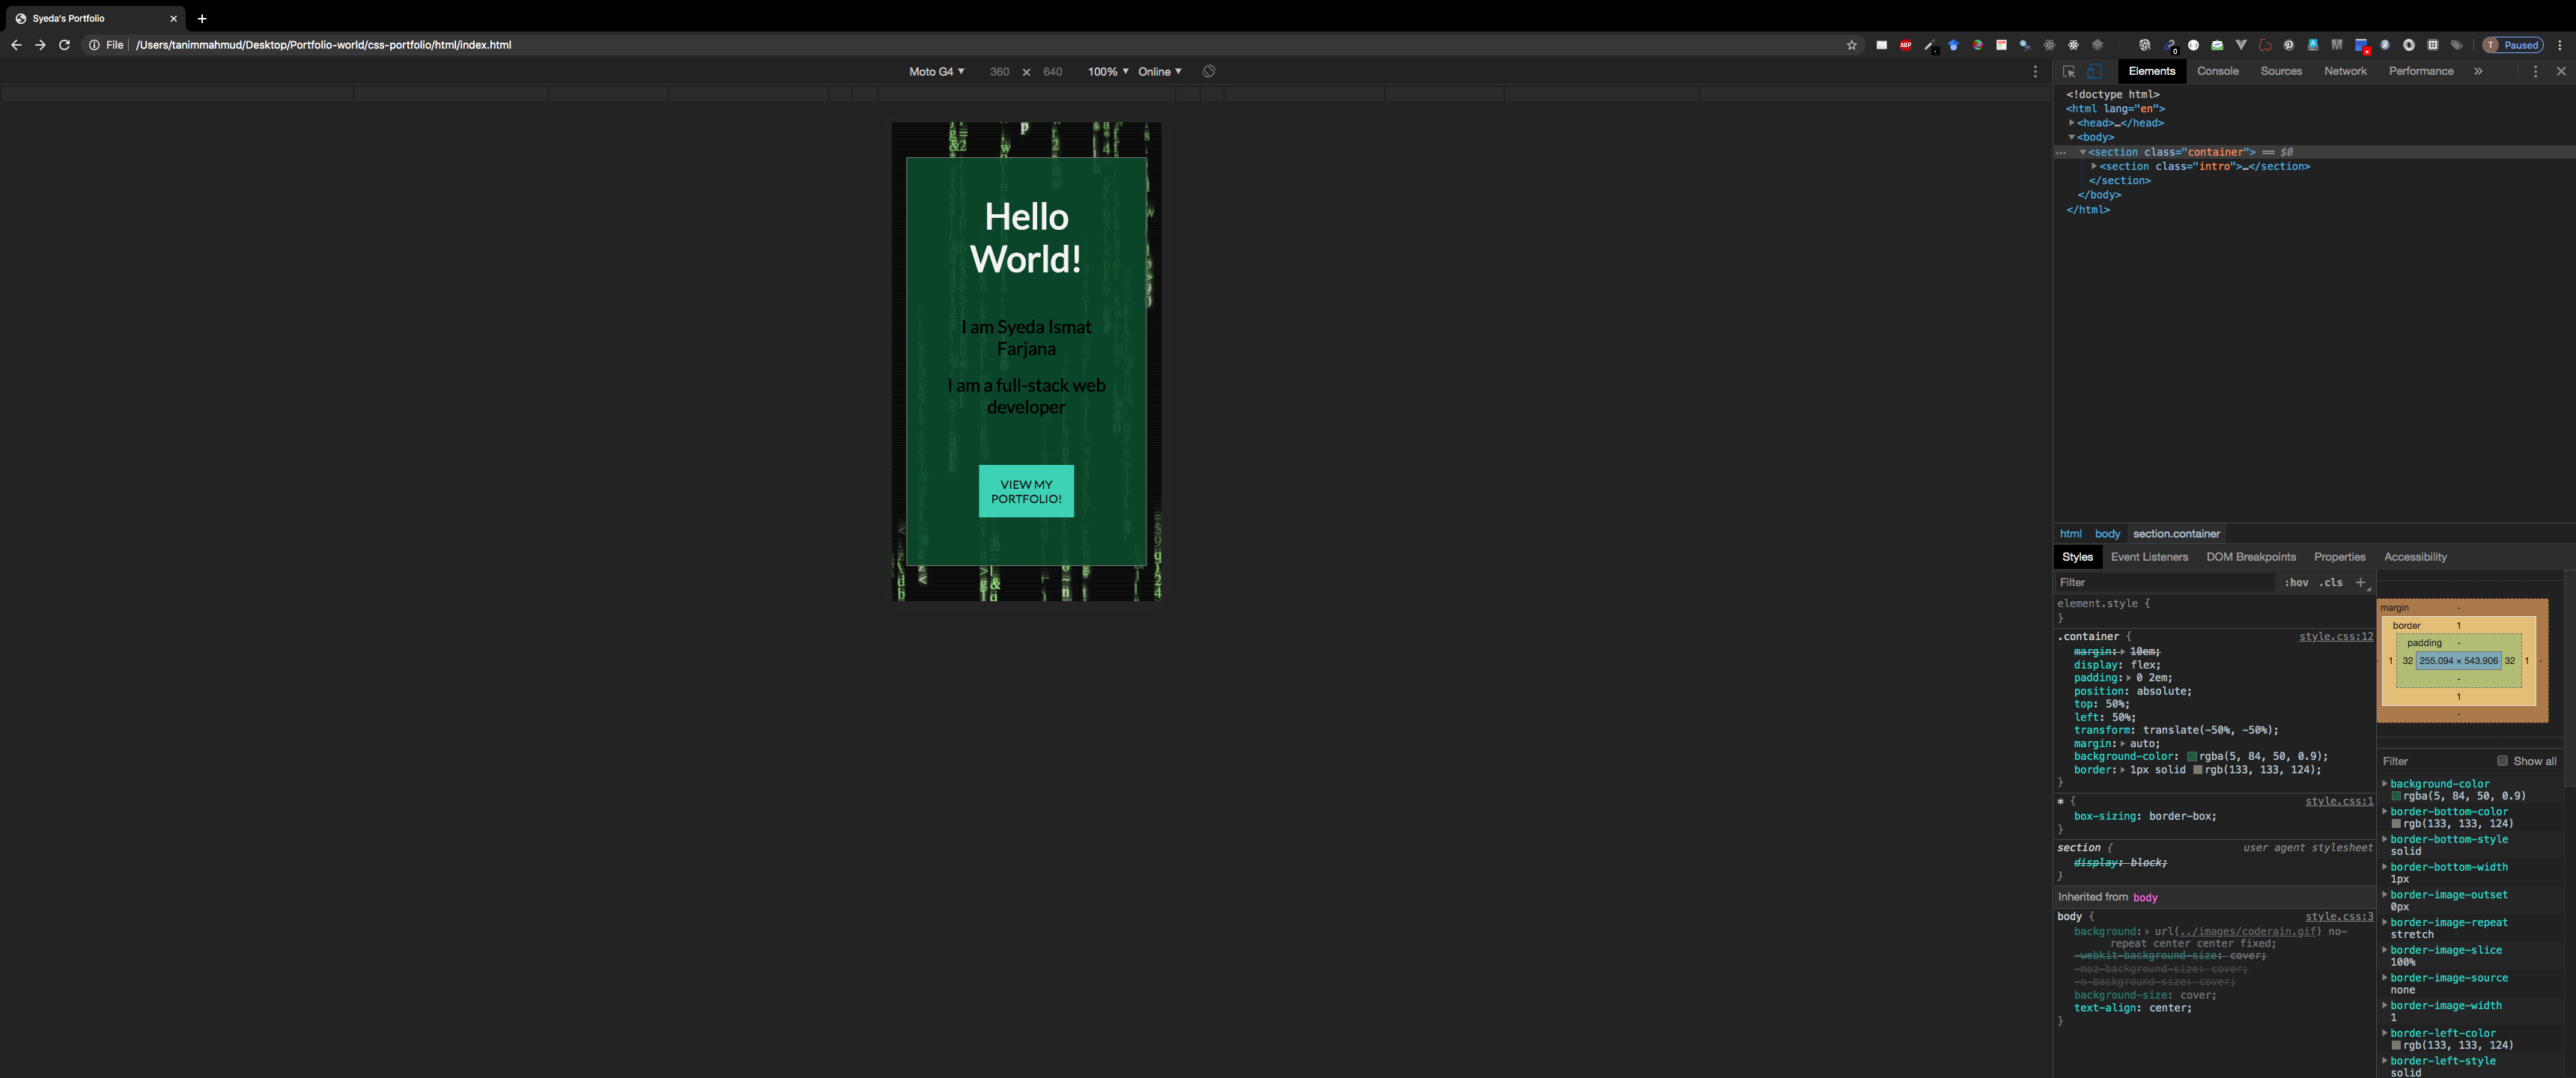 Syeda's Portfolio
File /Users/tanimmahmud/Desktop/Portfolio-world/css-portfolio/html/index.html
ABP
0
T Paused
Moto G4 ▼ 360 × 640 100% ▼ Online ▼
Elements Console Sources Network Performance »
<!doctype html>
<html lang="en">
<head>…</head>
<body>
<section class="container"> == $0
<section class="intro">…</section>
</section>
</body>
</html>
Hello
World!
I am Syeda Ismat
Farjana
I am a full-stack web
developer
VIEW MY
PORTFOLIO!
html body section.container
Styles Event Listeners DOM Breakpoints Properties Accessibility
Filter :hov .cls +
element.style {
}
.container { style.css:12
margin: 10em;
display: flex;
padding: 0 2em;
position: absolute;
top: 50%;
left: 50%;
transform: translate(-50%, -50%);
margin: auto;
background-color: rgba(5, 84, 50, 0.9);
border: 1px solid rgb(133, 133, 124);
}
* { style.css:1
box-sizing: border-box;
}
section { user agent stylesheet
display: block;
}
Inherited from body
body { style.css:3
background: url(../images/coderain.gif) no-
repeat center center fixed;
-webkit-background-size: cover;
-moz-background-size: cover;
-o-background-size: cover;
background-size: cover;
text-align: center;
}
margin -
border 1
padding -
- 1 32 255.094 × 543.906 32 1 -
-
1
-
Filter Show all
background-color
rgba(5, 84, 50, 0.9)
border-bottom-color
rgb(133, 133, 124)
border-bottom-style
solid
border-bottom-width
1px
border-image-outset
0px
border-image-repeat
stretch
border-image-slice
100%
border-image-source
none
border-image-width
1
border-left-color
rgb(133, 133, 124)
border-left-style
solid